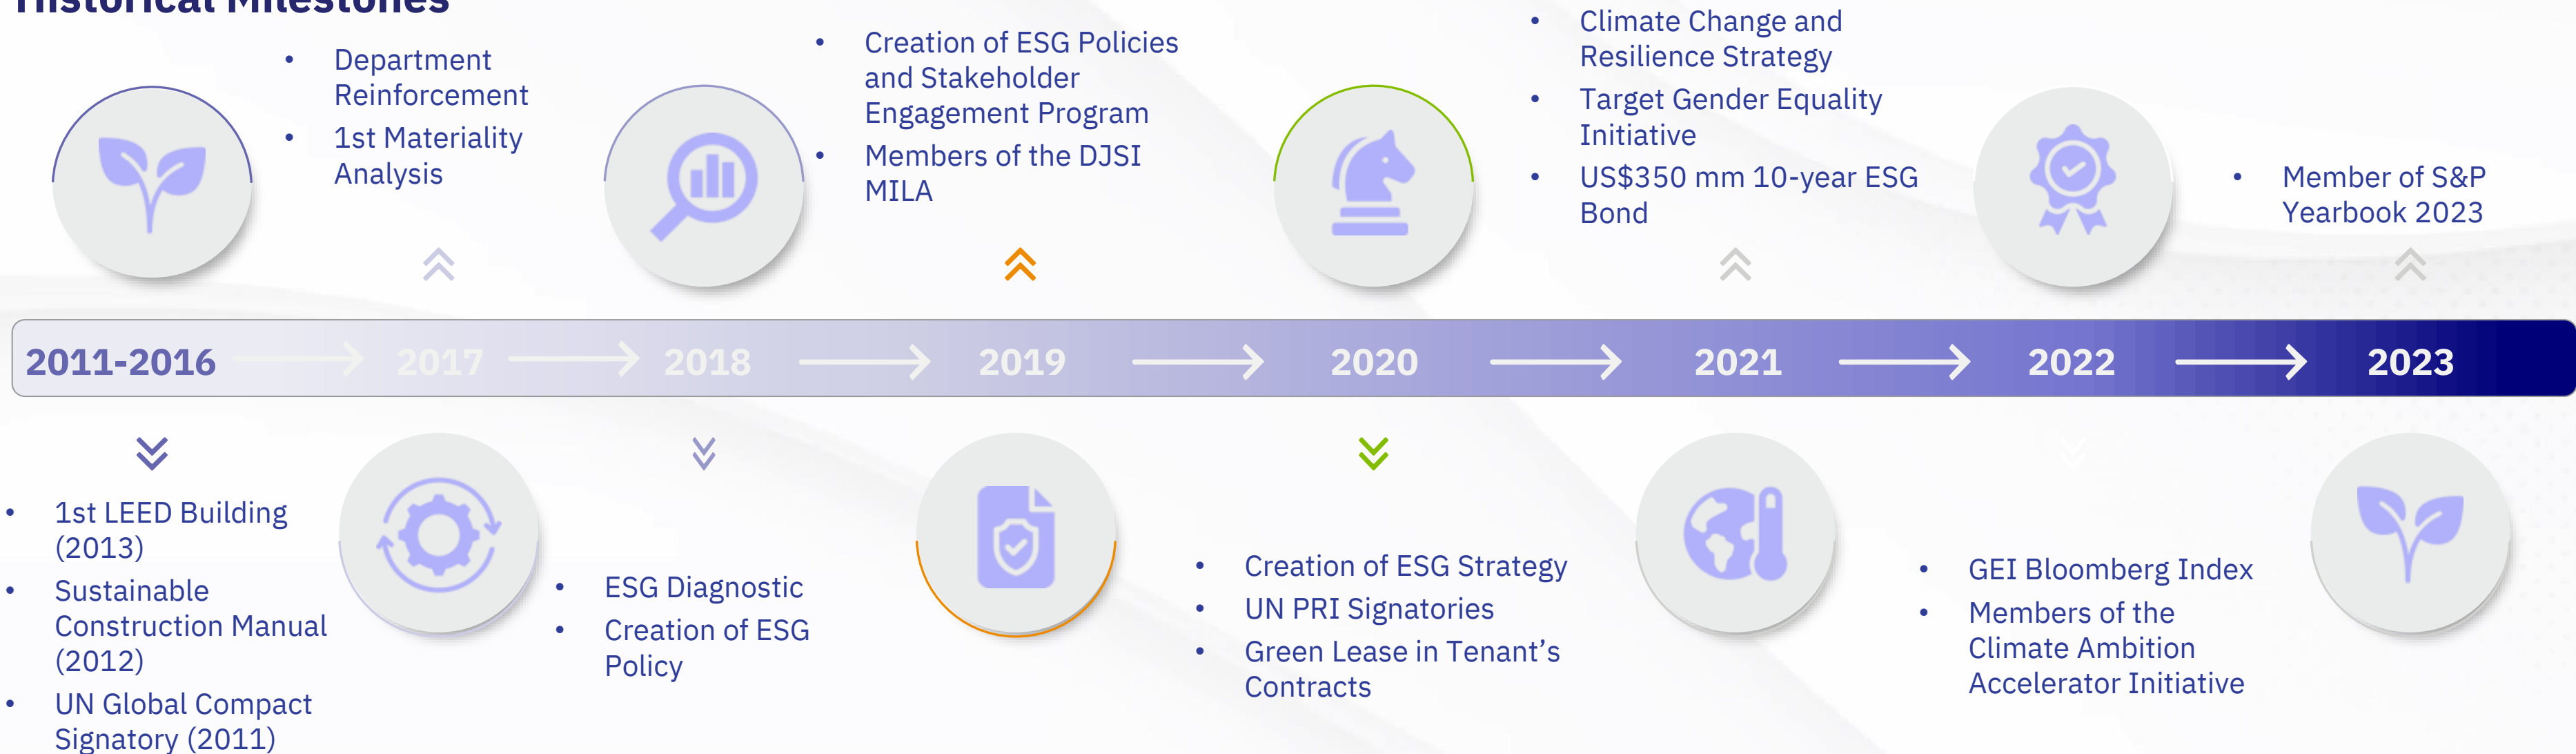 Historical Milestones
• Department
Reinforcement
• 1st Materiality
Analysis
• Creation of ESG Policies
and Stakeholder
Engagement Program
• Members of the DJSI
MILA
• Climate Change and
Resilience Strategy
• Target Gender Equality
Initiative
• US$350 mm 10-year ESG
Bond
• Member of S&P
Yearbook 2023
2011-2016
2017
2018
2019
2020
2021
2022
2023
• 1st LEED Building
(2013)
• Sustainable
Construction Manual
(2012)
• UN Global Compact
Signatory (2011)
• ESG Diagnostic
• Creation of ESG
Policy
• Creation of ESG Strategy
• UN PRI Signatories
• Green Lease in Tenant’s
Contracts
• GEI Bloomberg Index
• Members of the
Climate Ambition
Accelerator Initiative